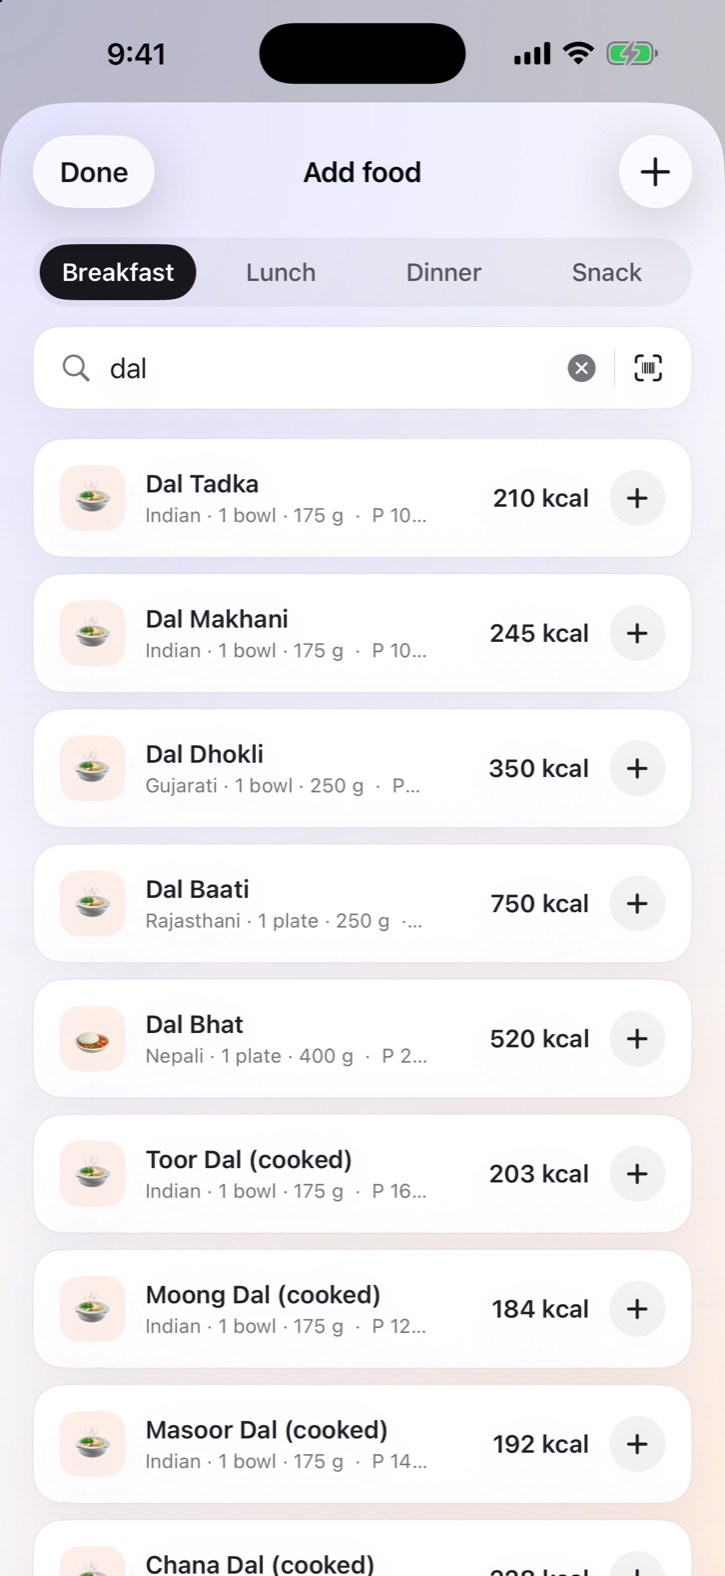 9:41
Done
Add food
Breakfast
Lunch
Dinner
Snack
dal
Dal Tadka
Indian · 1 bowl · 175 g · P 10...
210 kcal
Dal Makhani
Indian · 1 bowl · 175 g · P 10...
245 kcal
Dal Dhokli
Gujarati · 1 bowl · 250 g · P...
350 kcal
Dal Baati
Rajasthani · 1 plate · 250 g ·...
750 kcal
Dal Bhat
Nepali · 1 plate · 400 g · P 2...
520 kcal
Toor Dal (cooked)
Indian · 1 bowl · 175 g · P 16...
203 kcal
Moong Dal (cooked)
Indian · 1 bowl · 175 g · P 12...
184 kcal
Masoor Dal (cooked)
Indian · 1 bowl · 175 g · P 14...
192 kcal
Chana Dal (cooked)